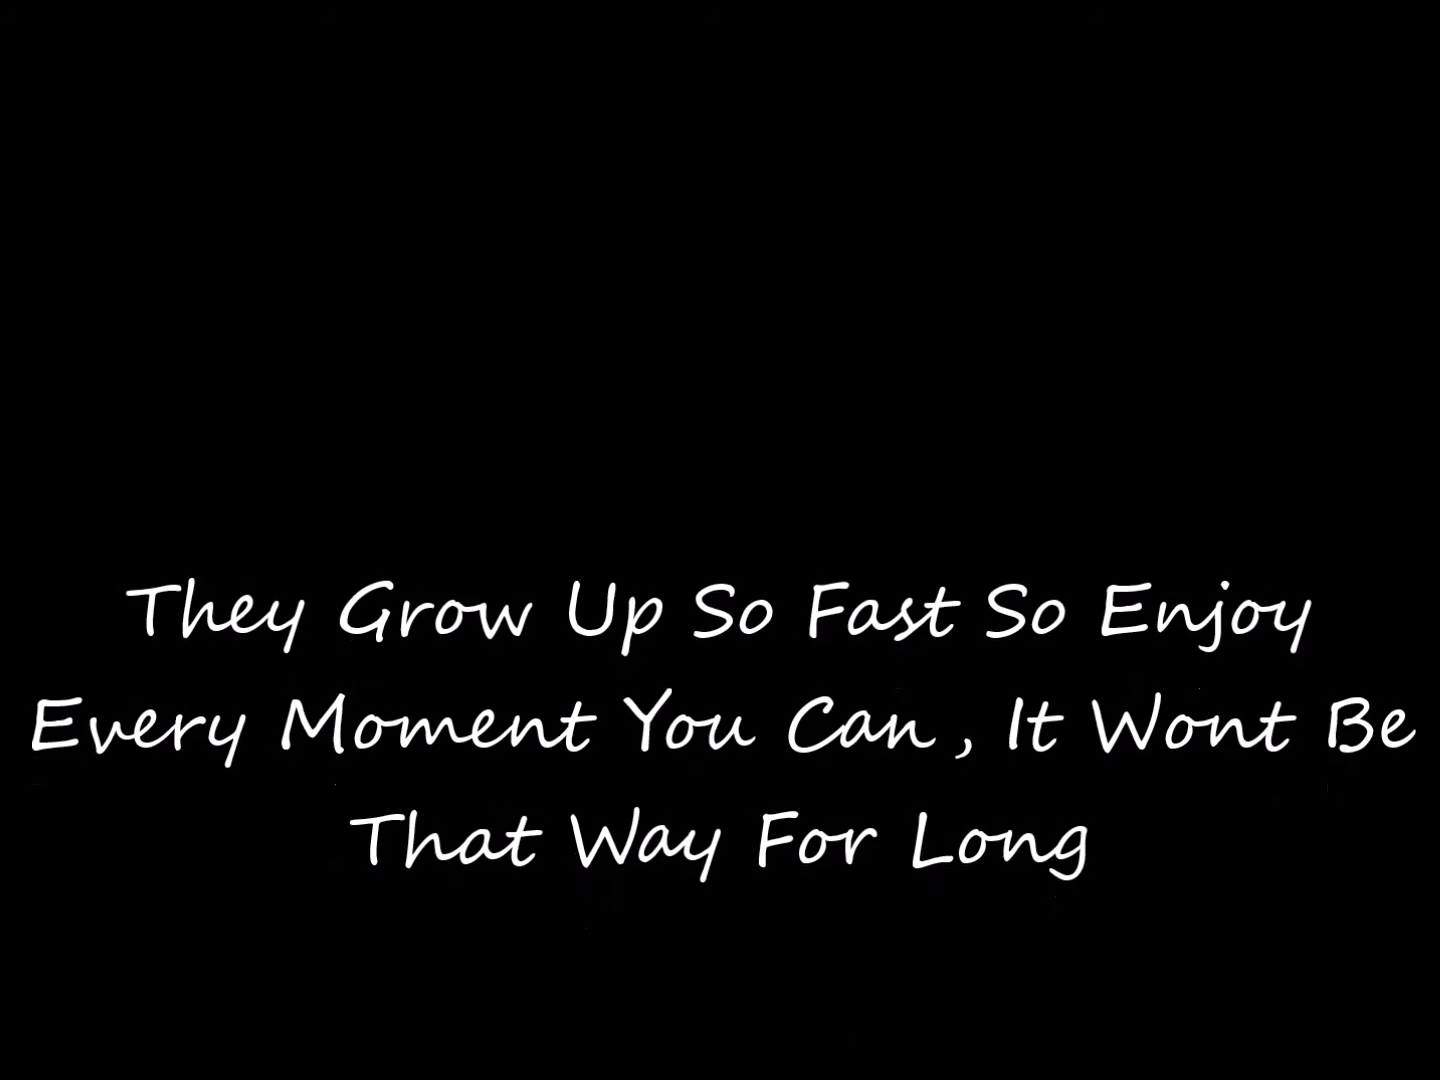 They Grow Up So Fast So Enjoy
Every Moment You Can , It Wont Be
That Way For Long